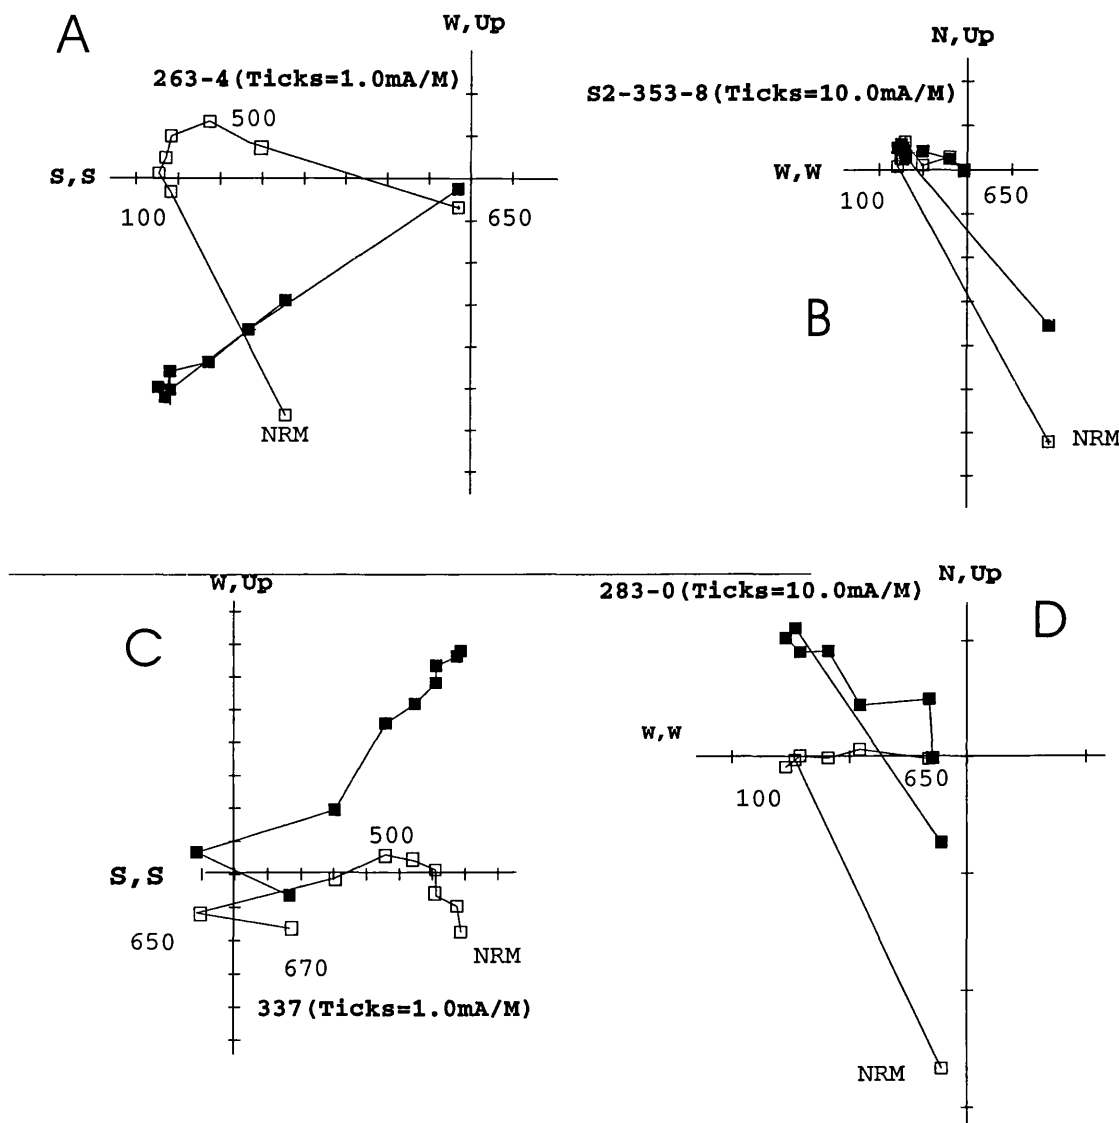 A
W,Up
263-4(Ticks=1.0mA/M)
500
S,S
100
650
NRM
N,Up
S2-353-8(Ticks=10.0mA/M)
W,W
100
650
B
NRM
W,Up
C
500
S,S
650
670
NRM
337(Ticks=1.0mA/M)
N,Up
283-0(Ticks=10.0mA/M)
D
W,W
650
100
NRM